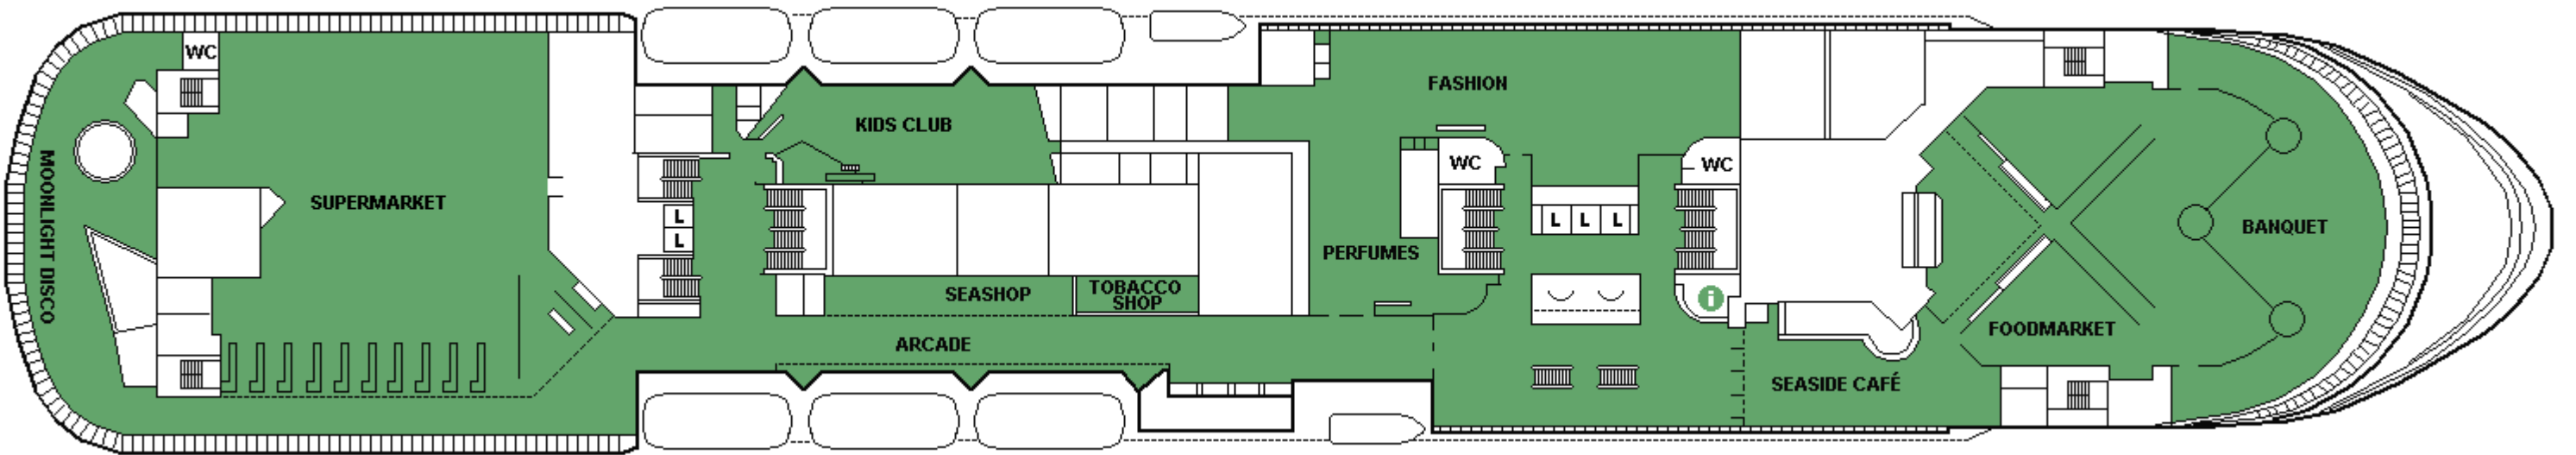 WC
MOONLIGHT DISCO
SUPERMARKET
L
L
KIDS CLUB
SEASHOP
TOBACCO
SHOP
ARCADE
FASHION
PERFUMES
WC
L L L
WC
i
SEASIDE CAFÉ
FOODMARKET
BANQUET